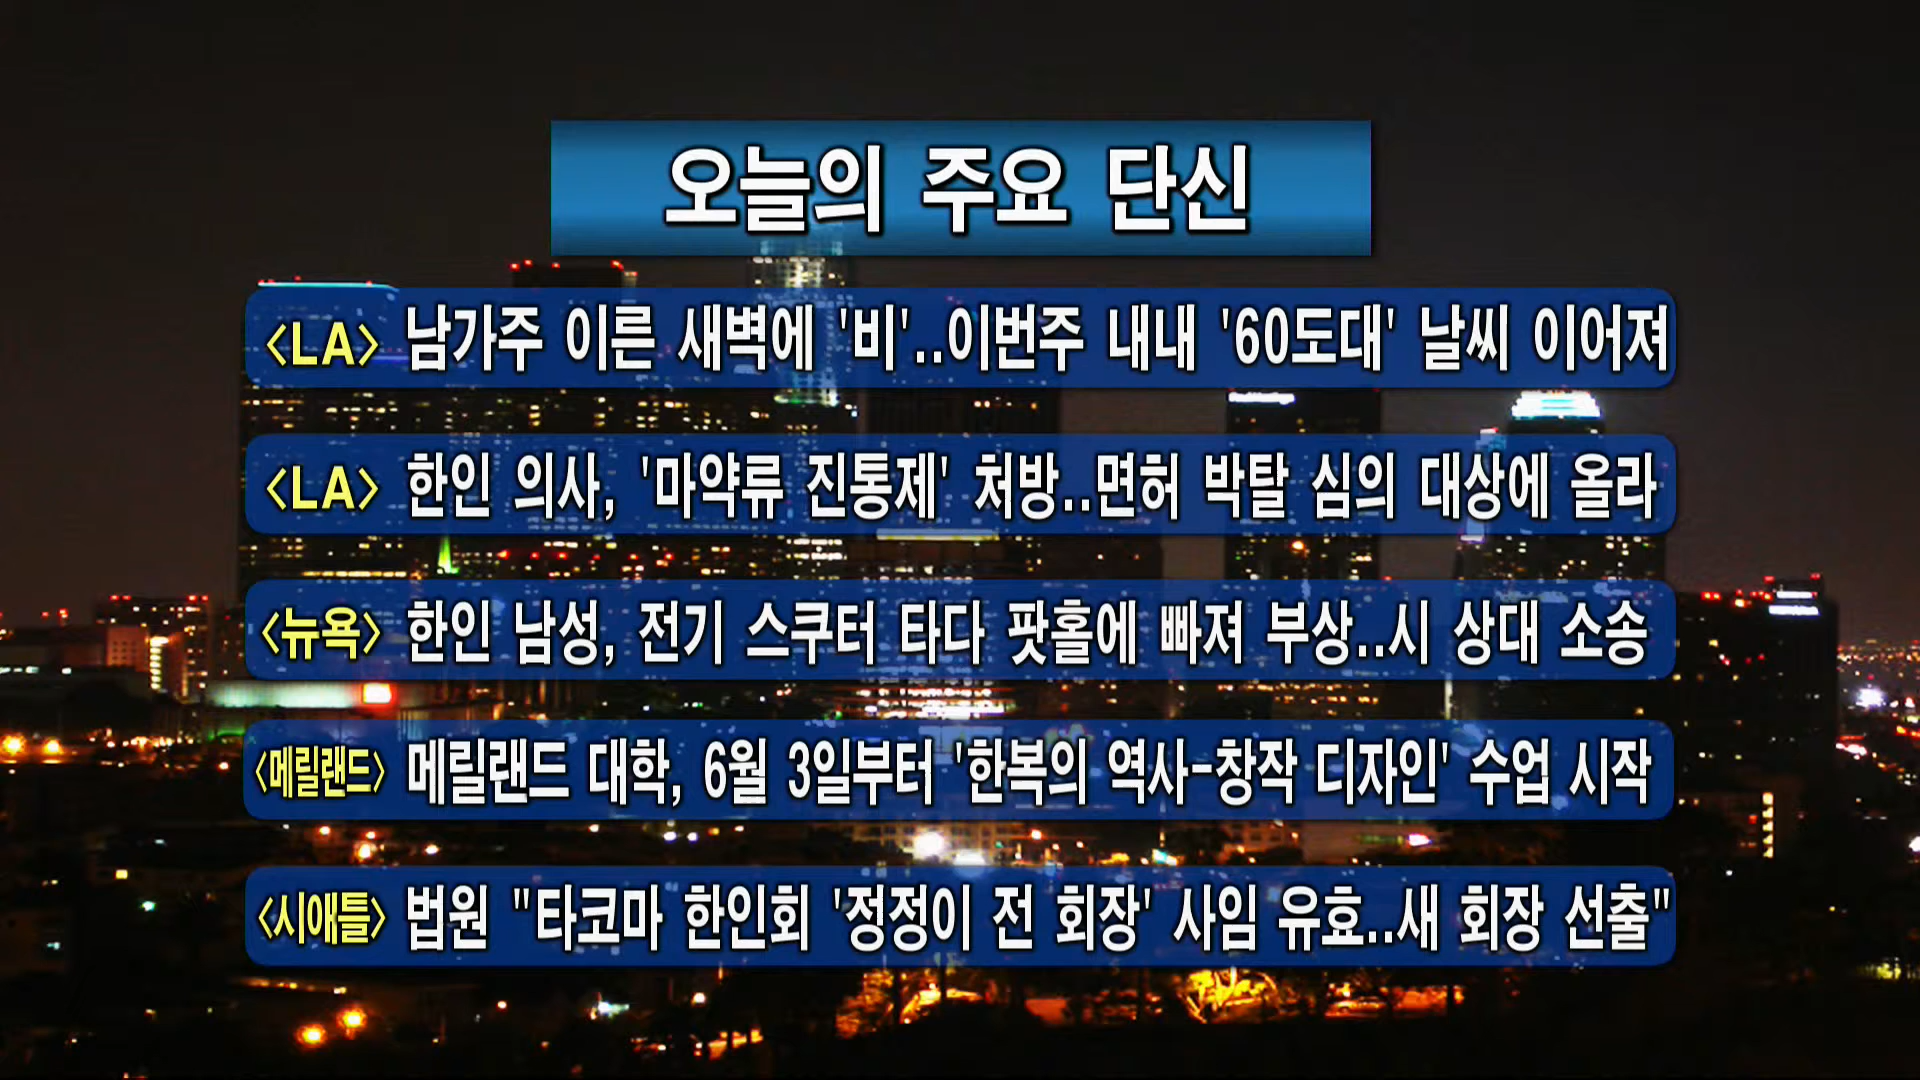 오늘의 주요 단신
<LA> 남가주 이른 새벽에 '비'..이번주 내내 '60도대' 날씨 이어져
<LA> 한인 의사, '마약류 진통제' 처방..면허 박탈 심의 대상에 올라
<뉴욕> 한인 남성, 전기 스쿠터 타다 팟홀에 빠져 부상..시 상대 소송
<메릴랜드> 메릴랜드 대학, 6월 3일부터 '한복의 역사-창작 디자인' 수업 시작
<시애틀> 법원 "타코마 한인회 '정정이 전 회장' 사임 유효..새 회장 선출"